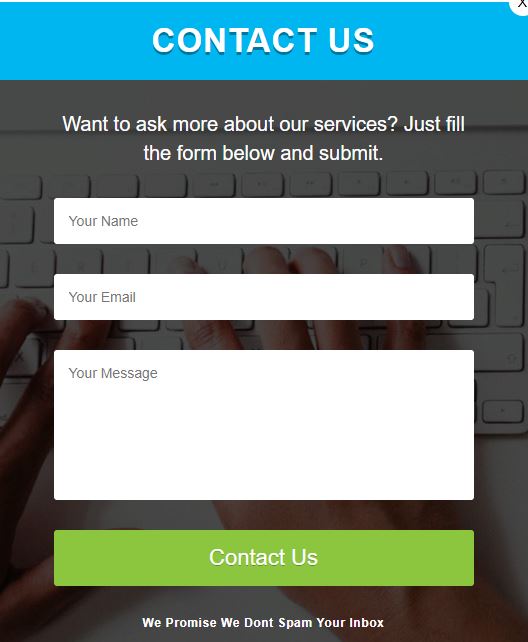 X
CONTACT US
Want to ask more about our services? Just fill
the form below and submit.
Your Name
Your Email
Your Message
Contact Us
We Promise We Dont Spam Your Inbox